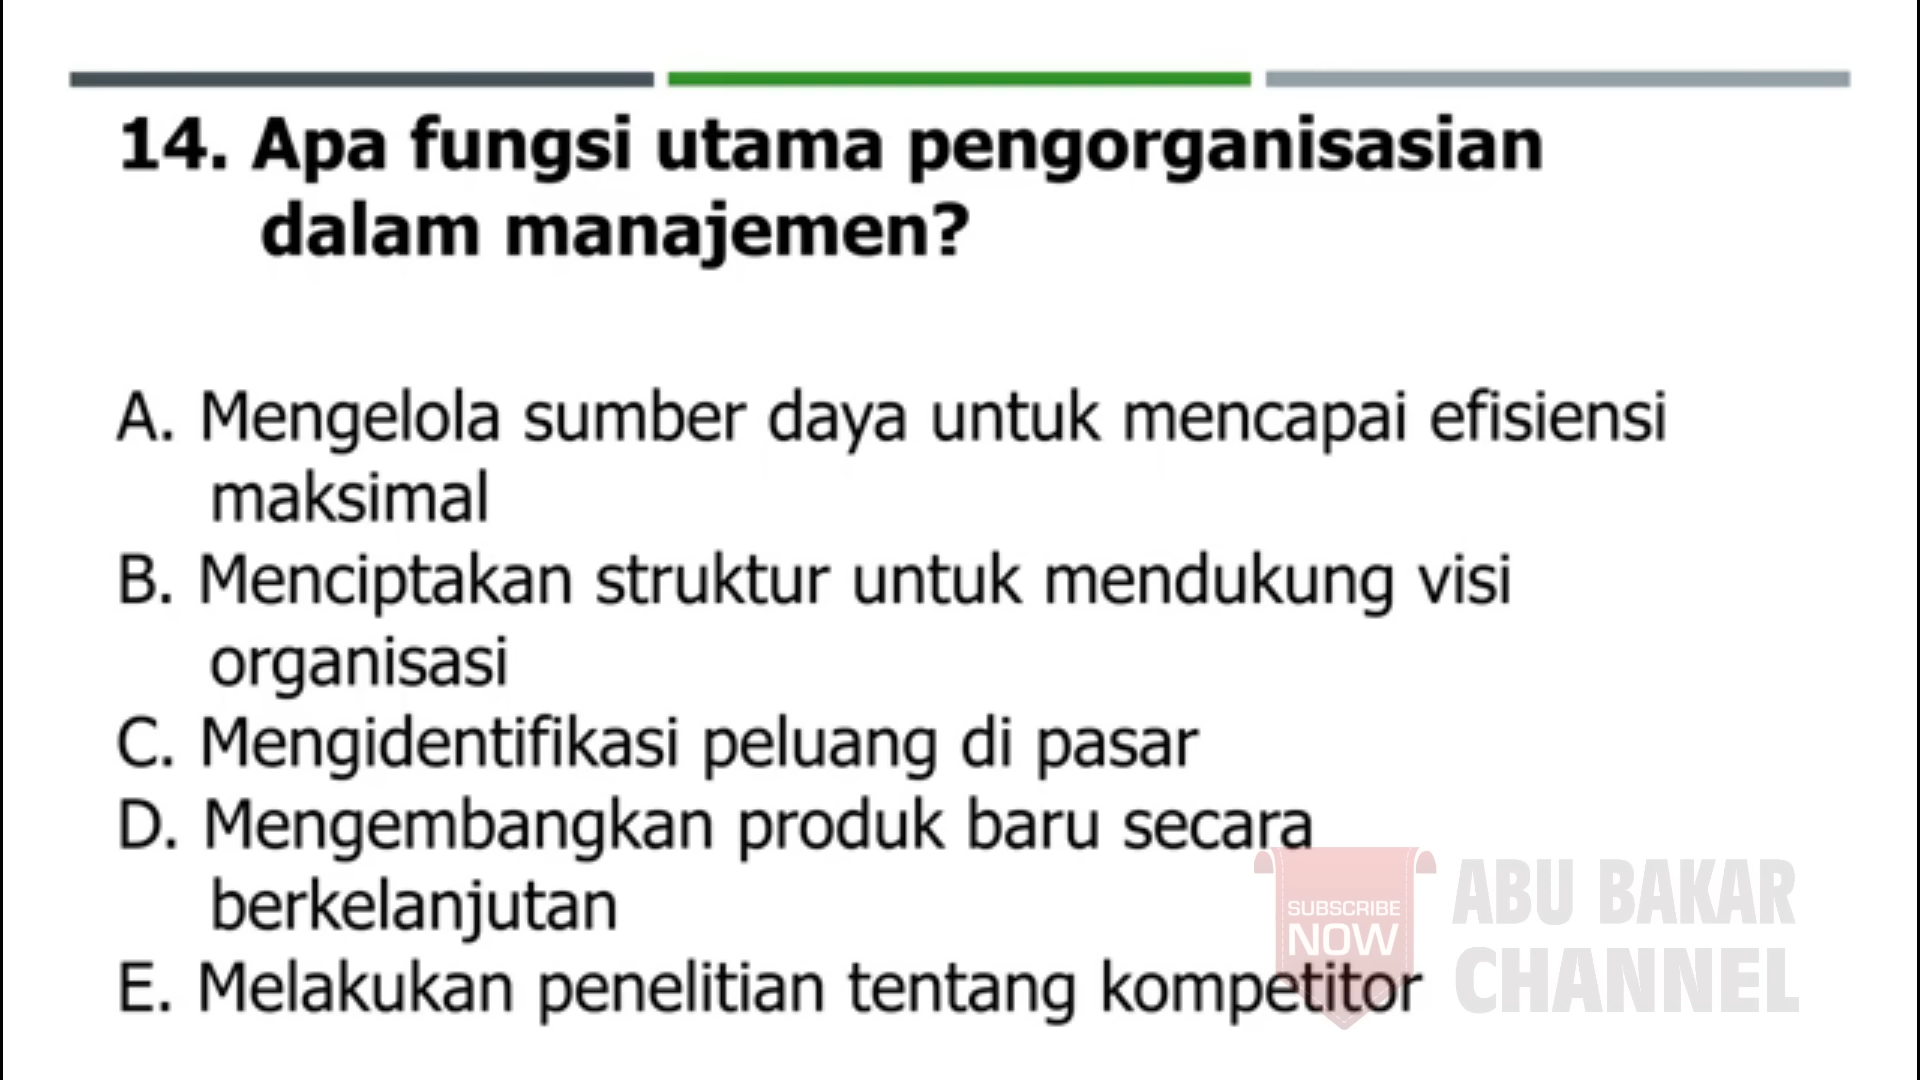 14. Apa fungsi utama pengorganisasian
dalam manajemen?
A. Mengelola sumber daya untuk mencapai efisiensi
maksimal
B. Menciptakan struktur untuk mendukung visi
organisasi
C. Mengidentifikasi peluang di pasar
D. Mengembangkan produk baru secara
berkelanjutan
E. Melakukan penelitian tentang kompetitor
SUBSCRIBE
NOW
ABU BAKAR
CHANNEL